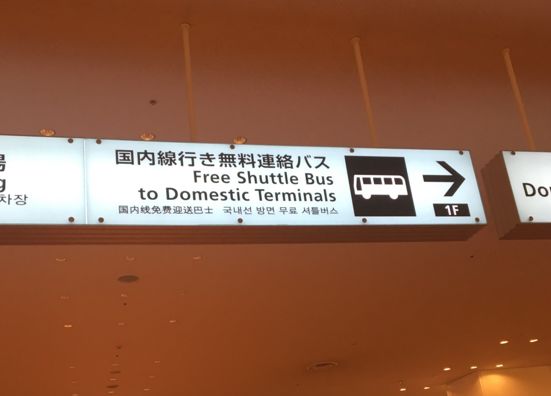 国内線行き無料連絡バス
Free Shuttle Bus
to Domestic Terminals
国内线免费迎送巴士 국내선 방면 무료 셔틀버스
1F